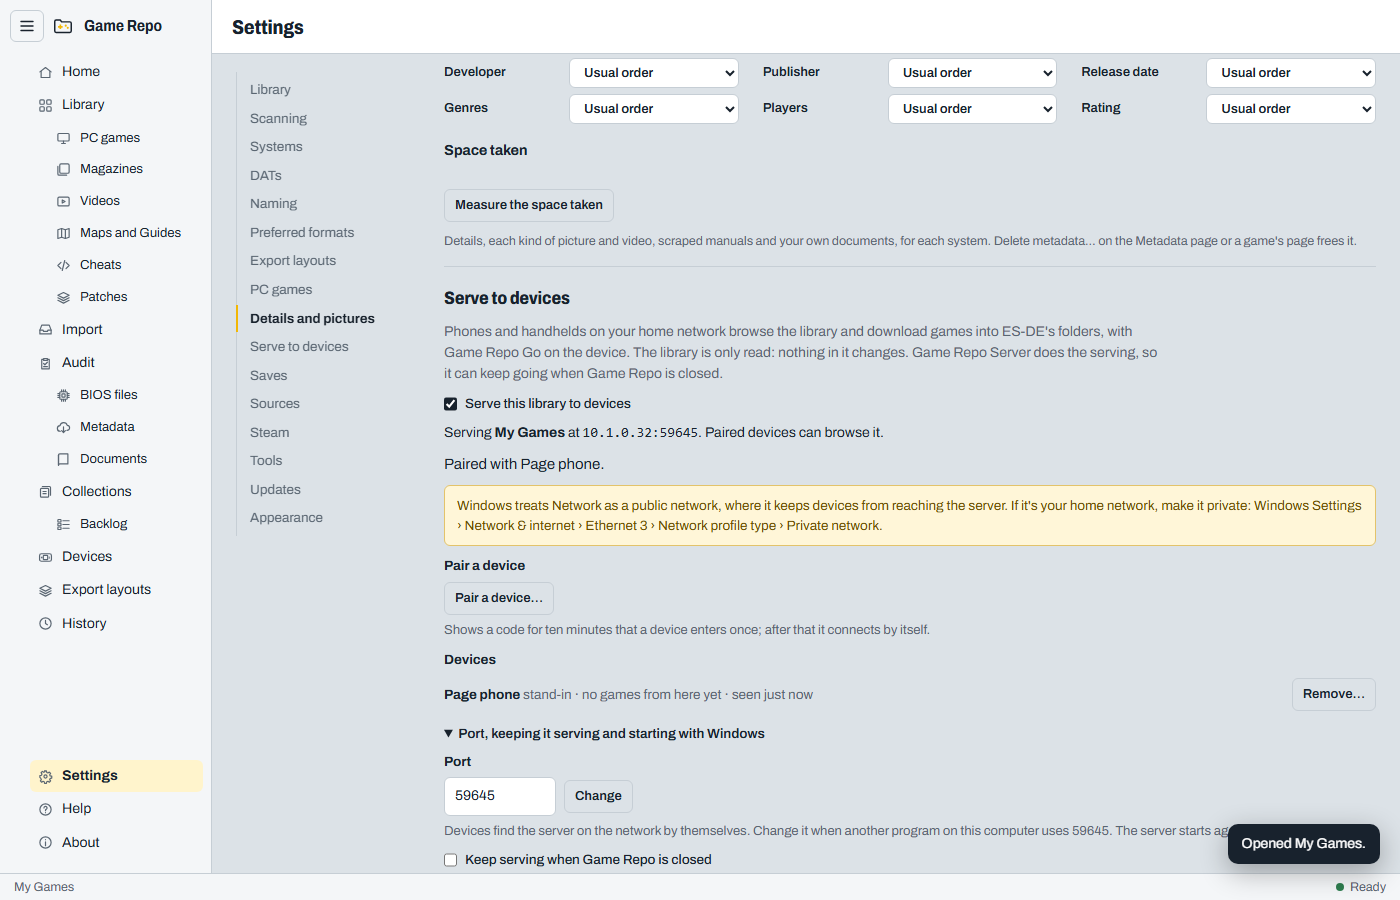 Game Repo
Settings
Home
Library
PC games
Magazines
Videos
Maps and Guides
Cheats
Patches
Import
Audit
BIOS files
Metadata
Documents
Collections
Backlog
Devices
Export layouts
History
Settings
Help
About
Library
Scanning
Systems
DATs
Naming
Preferred formats
Export layouts
PC games
Details and pictures
Serve to devices
Saves
Sources
Steam
Tools
Updates
Appearance
Developer Usual order Publisher Usual order Release date Usual order
Genres Usual order Players Usual order Rating Usual order
Space taken
Measure the space taken
Details, each kind of picture and video, scraped manuals and your own documents, for each system. Delete metadata... on the Metadata page or a game's page frees it.
Serve to devices
Phones and handhelds on your home network browse the library and download games into ES-DE's folders, with
Game Repo Go on the device. The library is only read: nothing in it changes. Game Repo Server does the serving, so
it can keep going when Game Repo is closed.
Serve this library to devices
Serving My Games at 10.1.0.32:59645. Paired devices can browse it.
Paired with Page phone.
Windows treats Network as a public network, where it keeps devices from reaching the server. If it's your home network, make it private: Windows Settings
› Network & internet › Ethernet 3 › Network profile type › Private network.
Pair a device
Pair a device...
Shows a code for ten minutes that a device enters once; after that it connects by itself.
Devices
Page phone stand-in · no games from here yet · seen just now Remove...
▼ Port, keeping it serving and starting with Windows
Port
59645 Change
Devices find the server on the network by themselves. Change it when another program on this computer uses 59645. The server starts
Opened My Games.
Keep serving when Game Repo is closed
My Games Ready